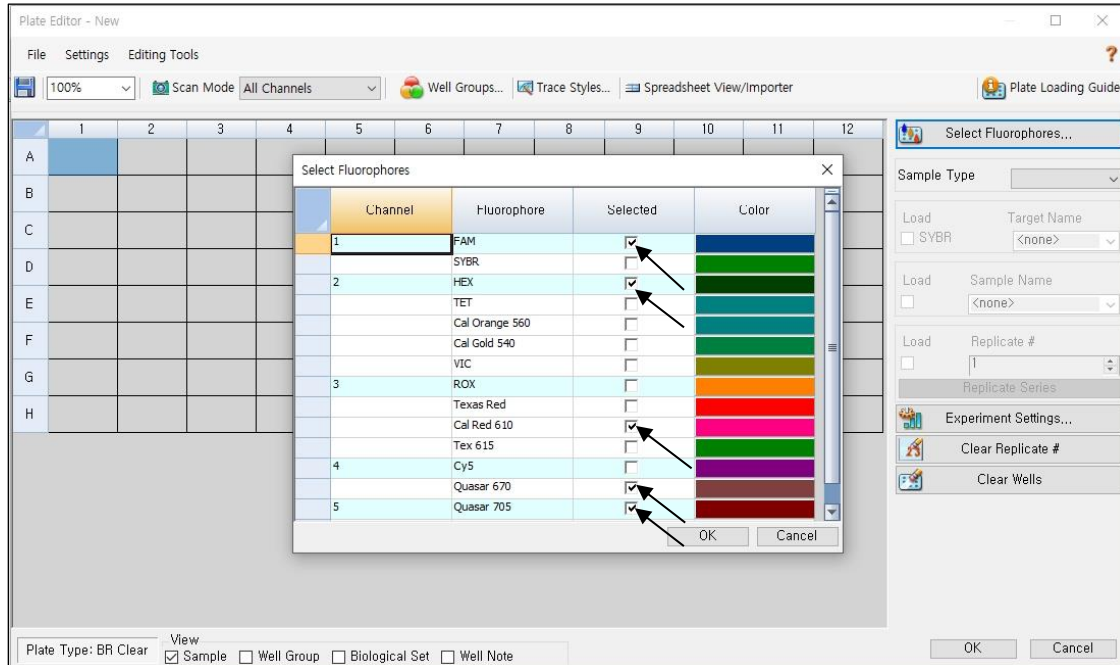 Plate Editor - New
File Settings Editing Tools ?
100% Scan Mode All Channels Well Groups... Trace Styles... Spreadsheet View/Importer Plate Loading Guide
1 2 3 4 5 6 7 8 9 10 11 12
A
B
C
D
E
F
G
H
Select Fluorophores
Channel Fluorophore Selected Color
1 FAM
SYBR
2 HEX
TET
Cal Orange 560
Cal Gold 540
VIC
3 ROX
Texas Red
Cal Red 610
Tex 615
4 Cy5
Quasar 670
5 Quasar 705
OK Cancel
Select Fluorophores...
Sample Type
Load Target Name
SYBR <none>
Load Sample Name
<none>
Load Replicate #
1
Replicate Series
Experiment Settings...
Clear Replicate #
Clear Wells
Plate Type: BR Clear
View
Sample Well Group Biological Set Well Note
OK Cancel